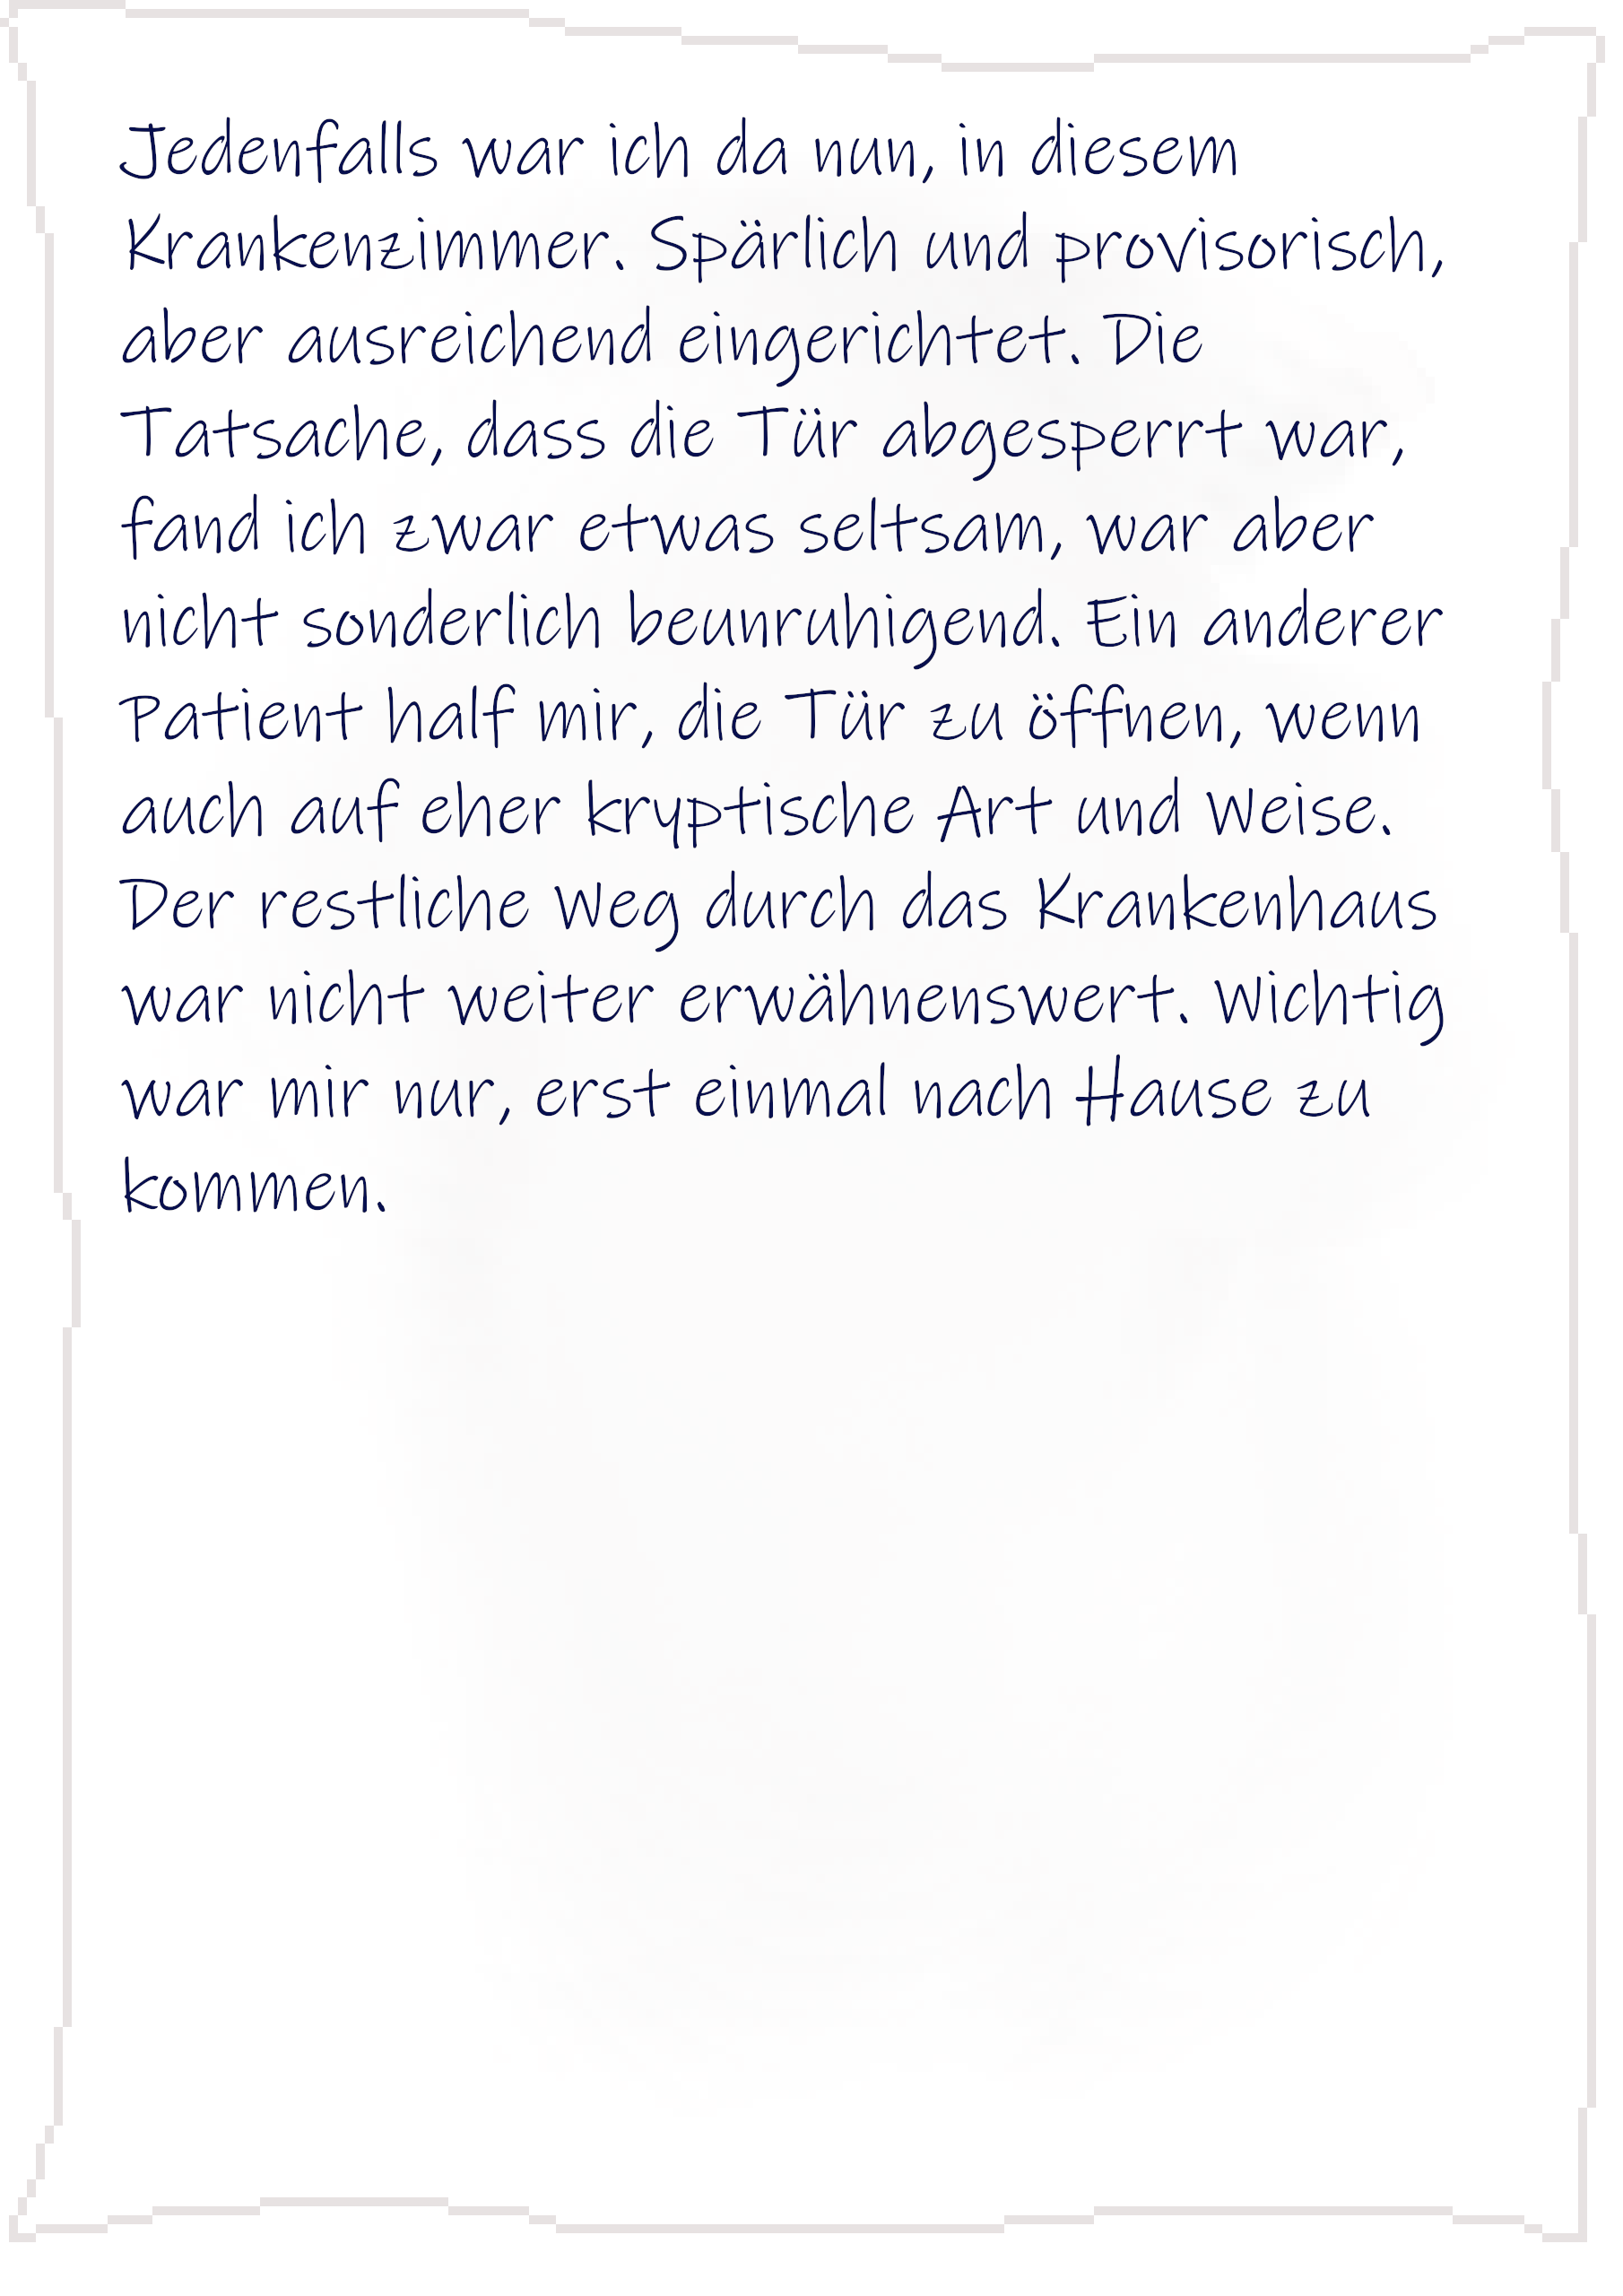 Jedenfalls war ich da nun, in diesem
Krankenzimmer. Spärlich und provisorisch,
aber ausreichend eingerichtet. Die
Tatsache, dass die Tür abgesperrt war,
fand ich zwar etwas seltsam, war aber
nicht sonderlich beunruhigend. Ein anderer
Patient half mir, die Tür zu öffnen, wenn
auch auf eher kryptische Art und Weise.
Der restliche Weg durch das Krankenhaus
war nicht weiter erwähnenswert. Wichtig
war mir nur, erst einmal nach Hause zu
kommen.